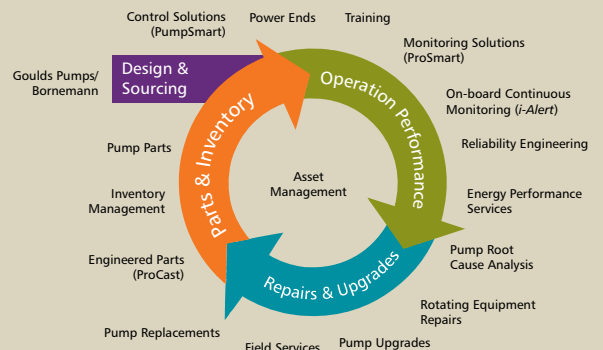 Control Solutions
(PumpSmart)
Power Ends
Training
Monitoring Solutions
(ProSmart)
Goulds Pumps/
Bornemann
Design &
Sourcing
Operation Performance
On-board Continuous
Monitoring (i-Alert)
Parts & Inventory
Reliability Engineering
Pump Parts
Asset
Management
Inventory
Management
Energy Performance
Services
Engineered Parts
(ProCast)
Pump Root
Cause Analysis
Repairs & Upgrades
Rotating Equipment
Repairs
Pump Replacements
Field Services
Pump Upgrades